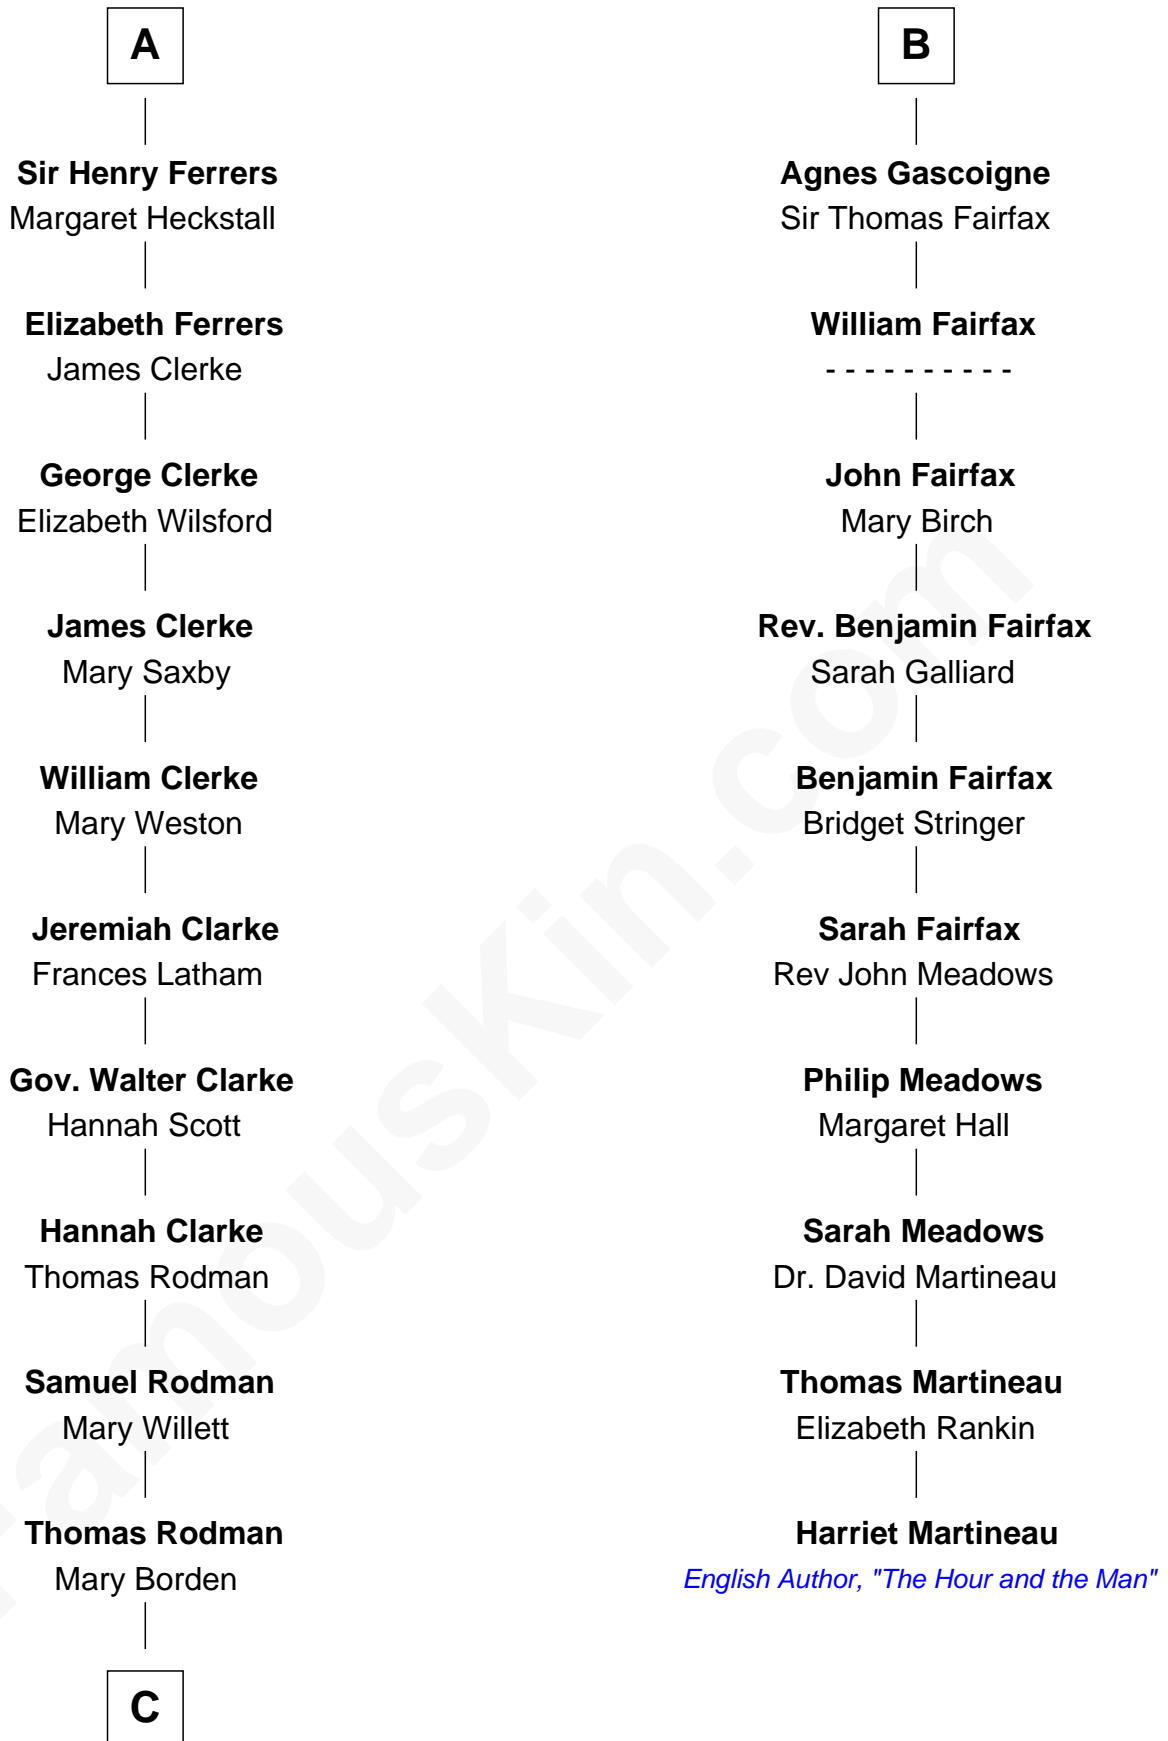 A
Sir Henry Ferrers
Margaret Heckstall
Elizabeth Ferrers
James Clerke
George Clerke
Elizabeth Wilsford
James Clerke
Mary Saxby
William Clerke
Mary Weston
Jeremiah Clarke
Frances Latham
Gov. Walter Clarke
Hannah Scott
Hannah Clarke
Thomas Rodman
Samuel Rodman
Mary Willett
Thomas Rodman
Mary Borden
C
B
Agnes Gascoigne
Sir Thomas Fairfax
William Fairfax
- - - - - - - - - -
John Fairfax
Mary Birch
Rev. Benjamin Fairfax
Sarah Galliard
Benjamin Fairfax
Bridget Stringer
Sarah Fairfax
Rev John Meadows
Philip Meadows
Margaret Hall
Sarah Meadows
Dr. David Martineau
Thomas Martineau
Elizabeth Rankin
Harriet Martineau
English Author, "The Hour and the Man"
FamousKin.com